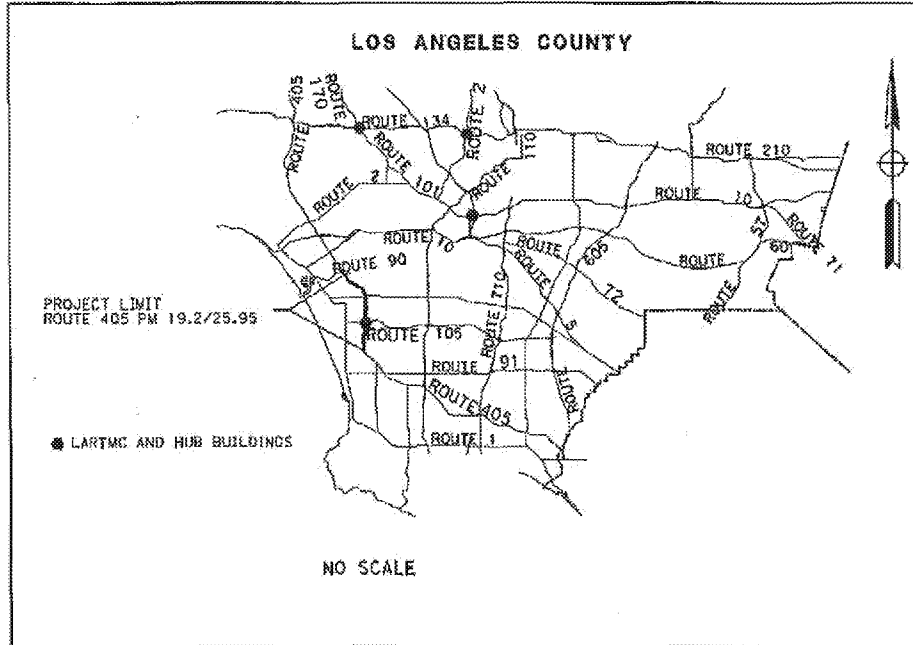 LOS ANGELES COUNTY
ROUTE 405
ROUTE 170
ROUTE 134
ROUTE 2
ROUTE 110
ROUTE 210
ROUTE 2
ROUTE 101
ROUTE 10
ROUTE 57
ROUTE 71
ROUTE 10
ROUTE 90
ROUTE 72
ROUTE 5
605
ROUTE 60
PROJECT LIMIT
ROUTE 405 PM 19.2/25.95
ROUTE 105
ROUTE 710
ROUTE 91
ROUTE
ROUTE 405
LARTMC AND HUB BUILDINGS
ROUTE 1
NO SCALE